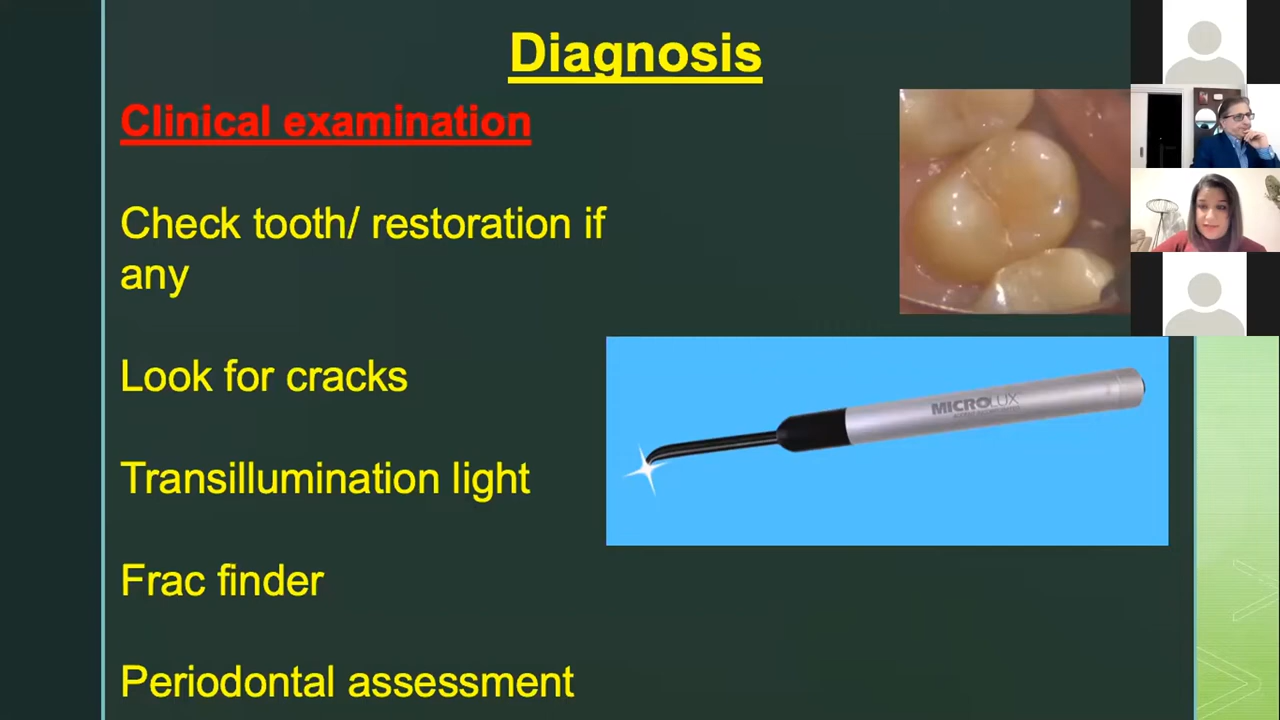 Diagnosis
Clinical examination
Check tooth/ restoration if
any
Look for cracks
MICROLUX
Transillumination light
Frac finder
Periodontal assessment